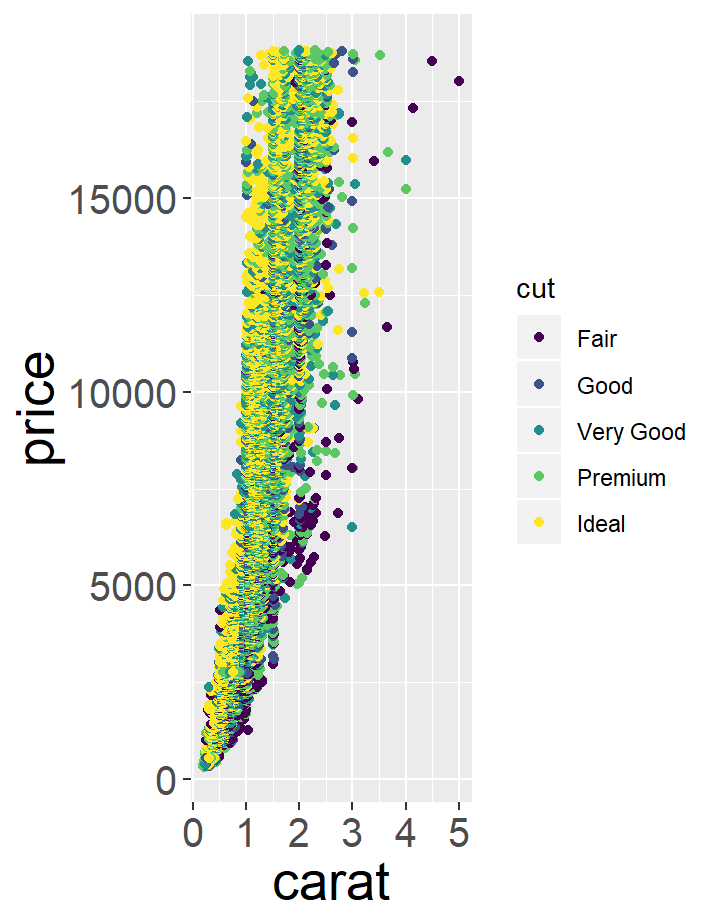 price
15000
10000
5000
0
0 1 2 3 4 5
carat
cut
Fair
Good
Very Good
Premium
Ideal